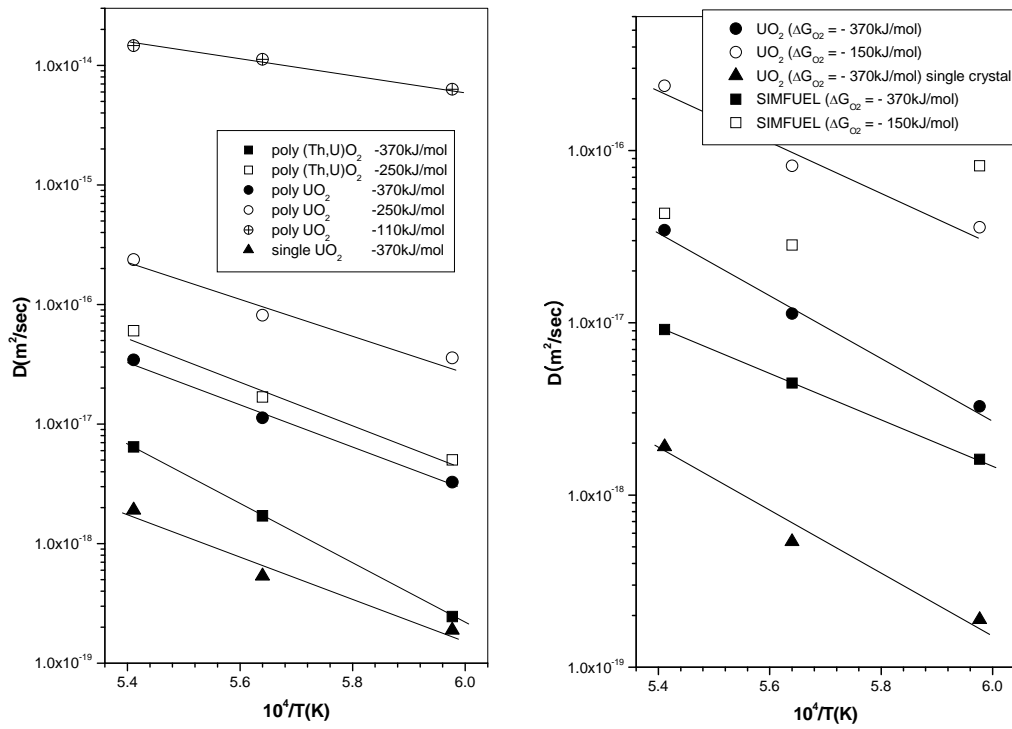 1.0x10⁻¹⁴
1.0x10⁻¹⁵
1.0x10⁻¹⁶
1.0x10⁻¹⁷
1.0x10⁻¹⁸
1.0x10⁻¹⁹
D(m²/sec)
poly (Th,U)O₂ -370kJ/mol
poly (Th,U)O₂ -250kJ/mol
poly UO₂ -370kJ/mol
poly UO₂ -250kJ/mol
poly UO₂ -110kJ/mol
single UO₂ -370kJ/mol
5.4 5.6 5.8 6.0
10⁴/T(K)
UO₂ (ΔG_O2 = - 370kJ/mol)
UO₂ (ΔG_O2 = - 150kJ/mol)
UO₂ (ΔG_O2 = - 370kJ/mol) single crystal
SIMFUEL (ΔG_O2 = - 370kJ/mol)
SIMFUEL (ΔG_O2 = - 150kJ/mol)
1.0x10⁻¹⁶
1.0x10⁻¹⁷
1.0x10⁻¹⁸
1.0x10⁻¹⁹
D(m²/sec)
5.4 5.6 5.8 6.0
10⁴/T(K)